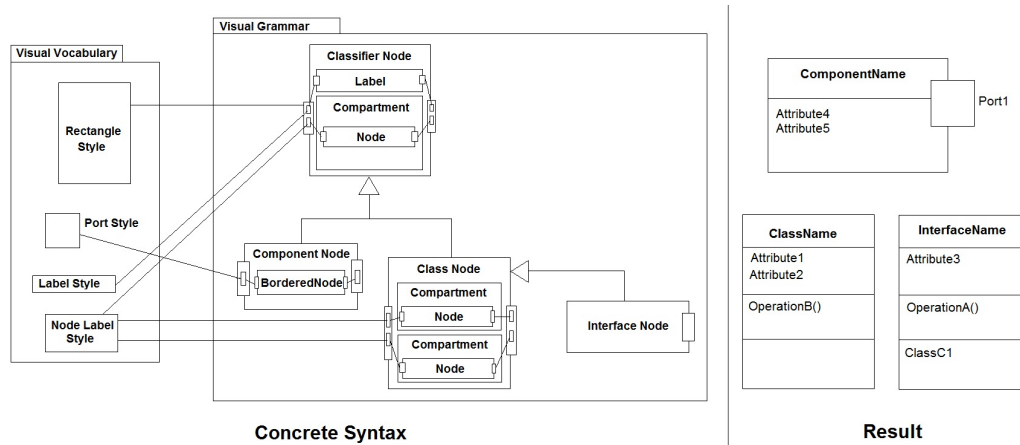 Visual Grammar
Visual Vocabulary
Classifier Node
Label
Compartment
Node
Rectangle
Style
Port Style
Component Node
BorderedNode
Label Style
Node Label
Style
Class Node
Compartment
Node
Compartment
Node
Interface Node
Concrete Syntax
ComponentName
Attribute4
Attribute5
Port1
ClassName
Attribute1
Attribute2
OperationB()
InterfaceName
Attribute3
OperationA()
ClassC1
Result